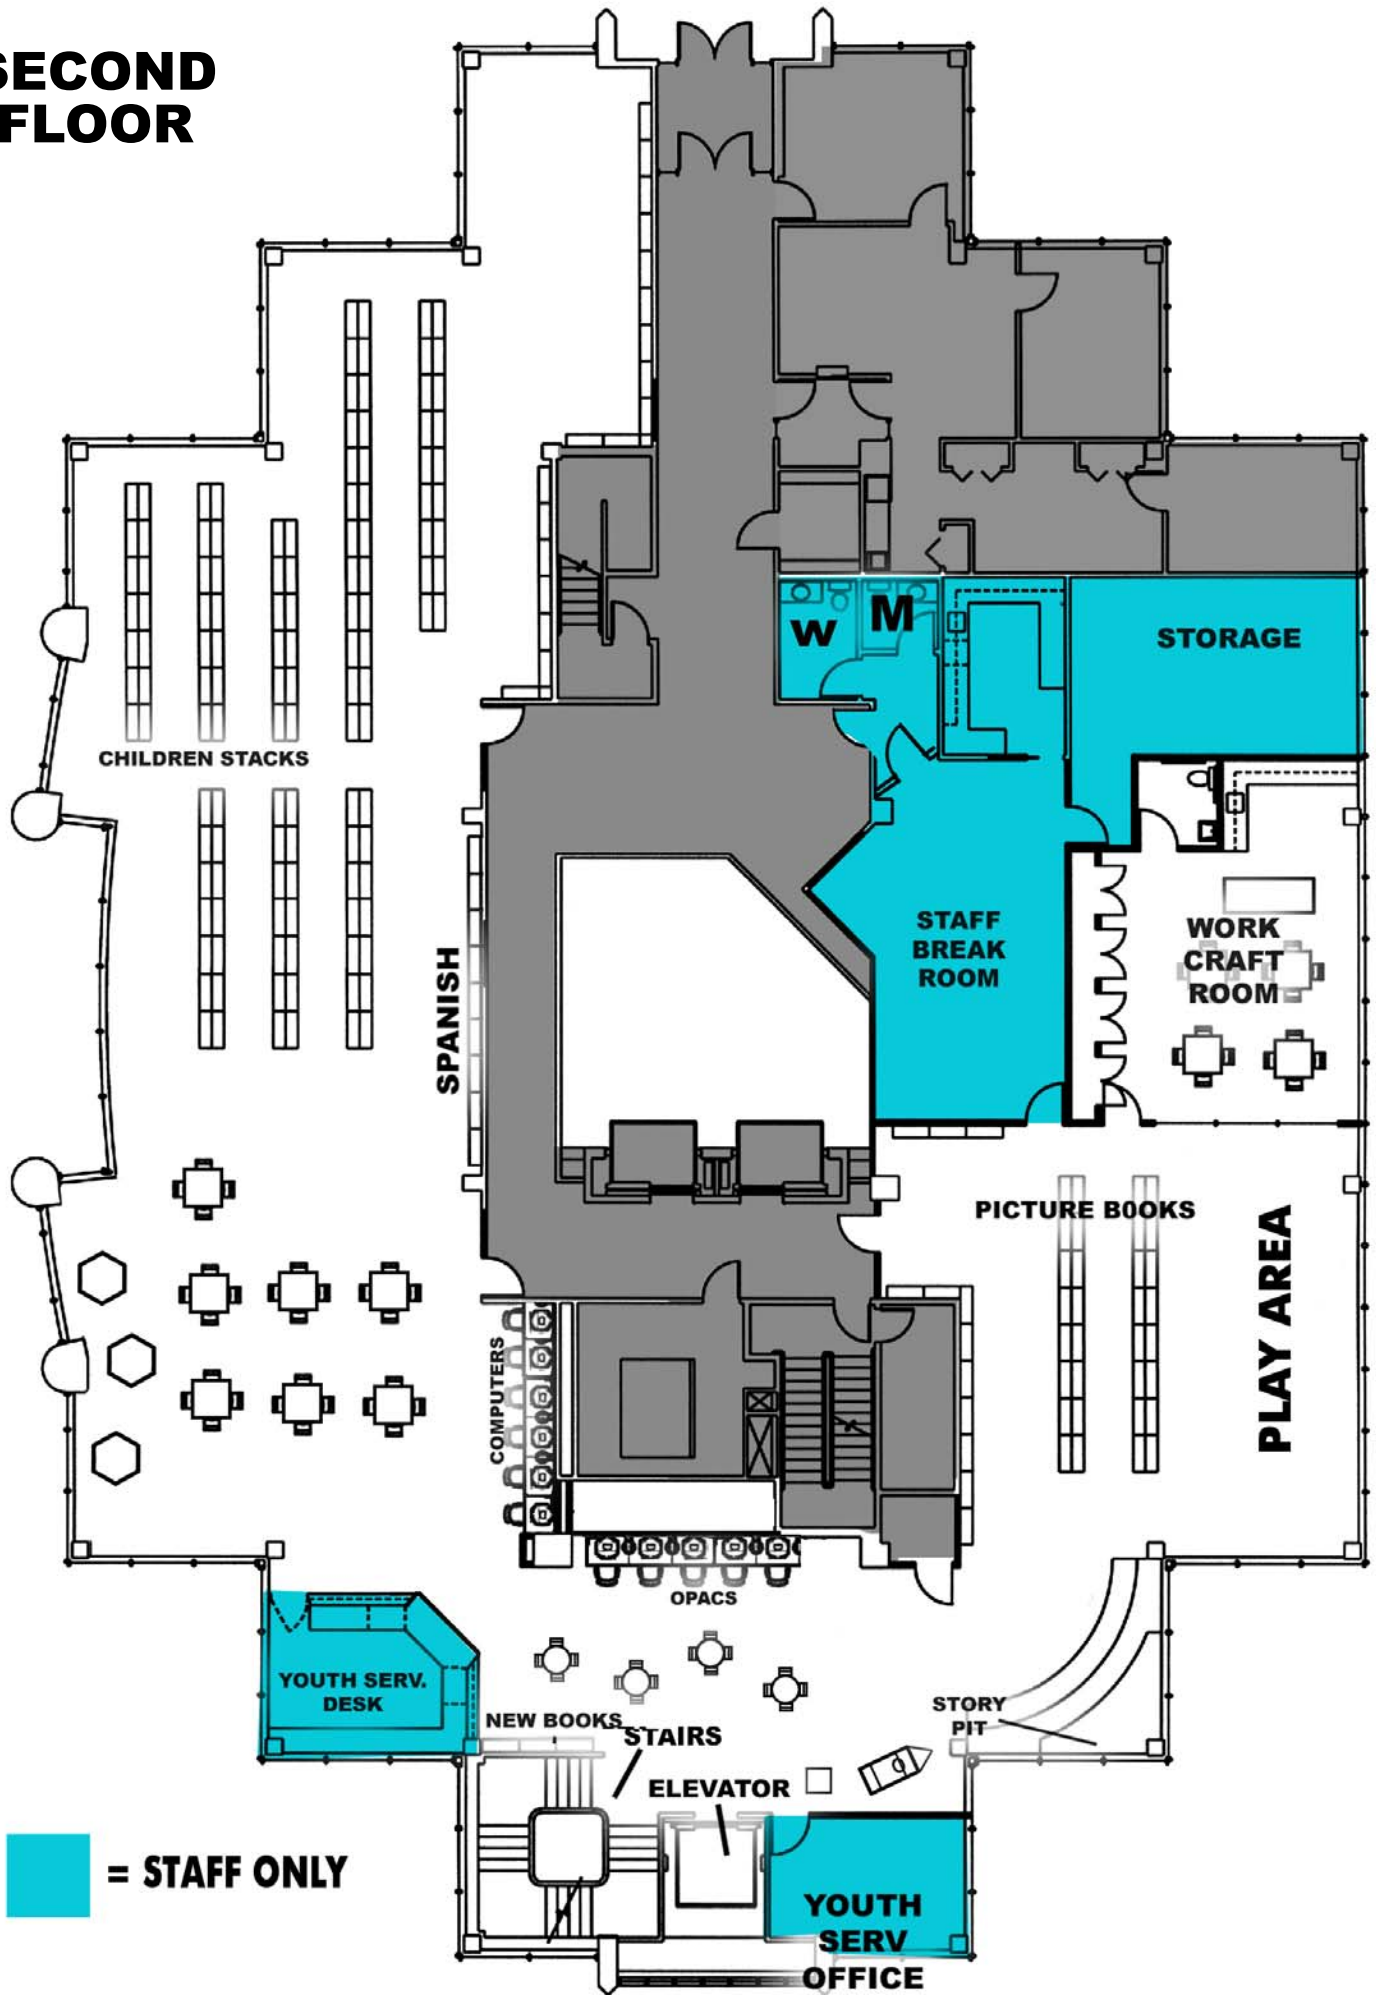 SECOND
FLOOR
W
M
STORAGE
CHILDREN STACKS
STAFF
BREAK
ROOM
WORK
CRAFT
ROOM
SPANISH
PICTURE B0OKS
PLAY AREA
COMPUTERS
OPACS
YOUTH SERV.
DESK
NEW BOOKS
STAIRS
STORY
PIT
ELEVATOR
= STAFF ONLY
YOUTH
SERV
OFFICE